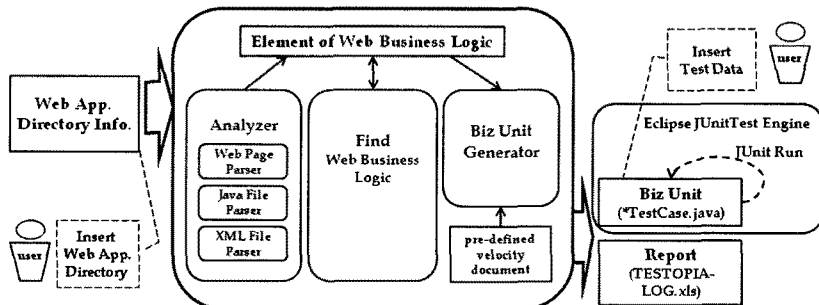 Element of Web Business Logic
Insert
Test Data
user
Web App.
Directory Info.
Analyzer
Web Page
Parser
Java File
Parser
XML File
Parser
Find
Web Business
Logic
Biz Unit
Generator
pre-defined
velocity
document
Eclipse JUnitTest Engine
JUnit Run
Biz Unit
(*TestCase.java)
Report
(TESTOPIA-
LOG.xls)
user
Insert
Web App.
Directory